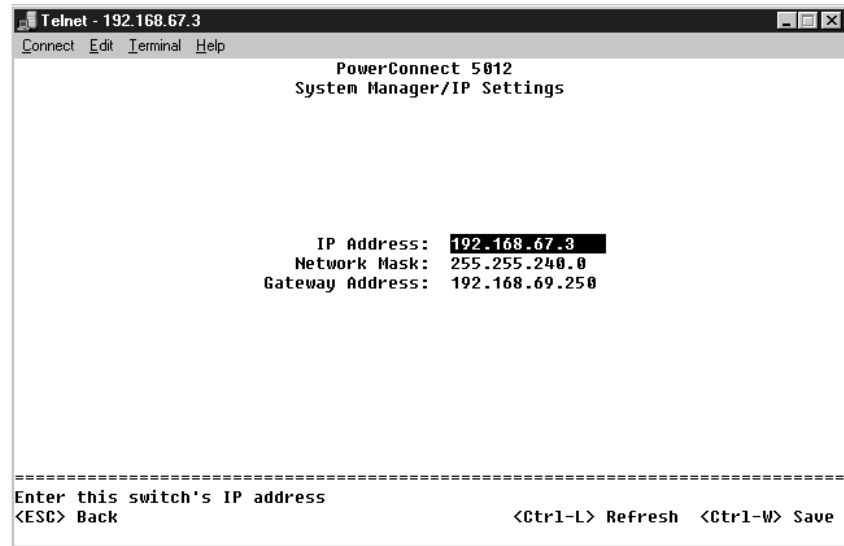 Telnet - 192.168.67.3
Connect Edit Terminal Help
PowerConnect 5012
System Manager/IP Settings
IP Address: 192.168.67.3
Network Mask: 255.255.240.0
Gateway Address: 192.168.69.250
================================================================================
Enter this switch's IP address
<ESC> Back <Ctrl-L> Refresh <Ctrl-W> Save